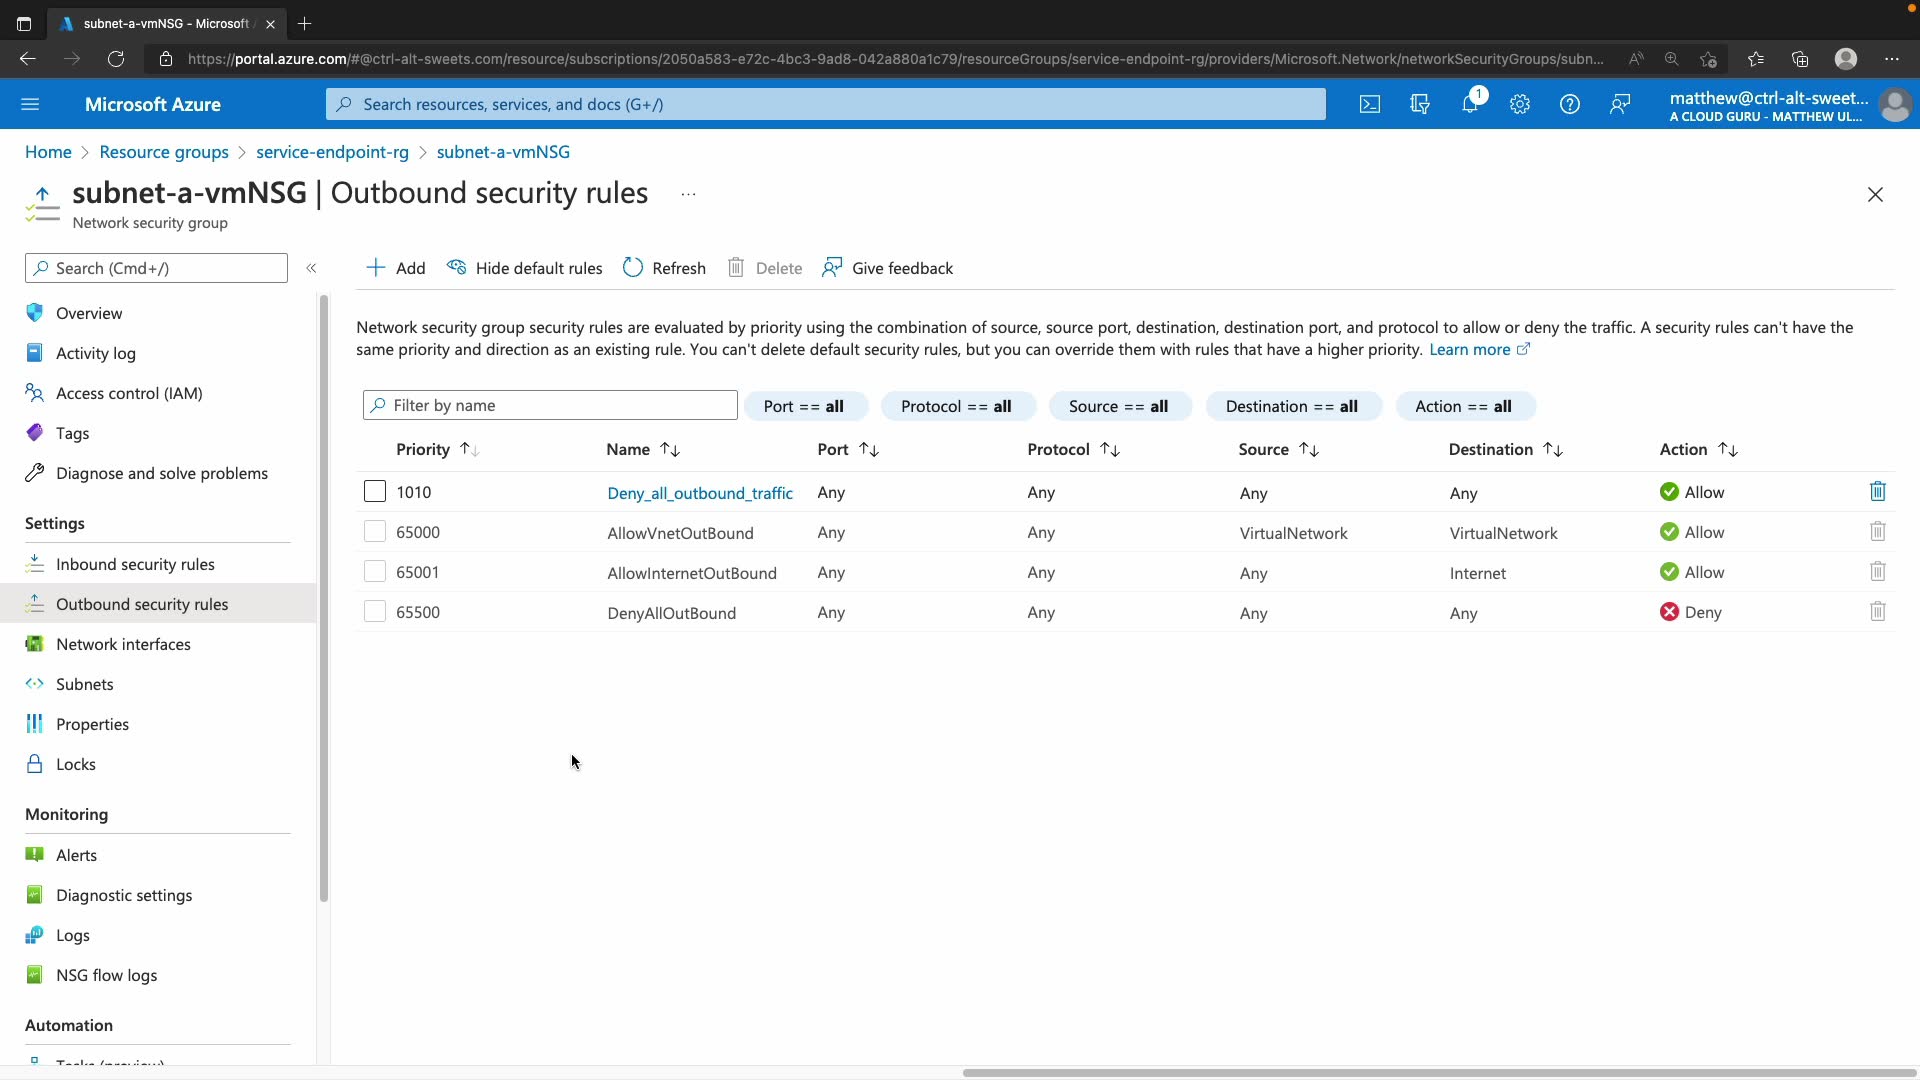 subnet-a-vmNSG - Microsoft
https://portal.azure.com/#@ctrl-alt-sweets.com/resource/subscriptions/2050a583-e72c-4bc3-9ad8-042a880a1c79/resourceGroups/service-endpoint-rg/providers/Microsoft.Network/networkSecurityGroups/subn...
Microsoft Azure
Search resources, services, and docs (G+/)
1
matthew@ctrl-alt-sweet...
A CLOUD GURU - MATTHEW UL...
Home > Resource groups > service-endpoint-rg > subnet-a-vmNSG
subnet-a-vmNSG | Outbound security rules ...
Network security group
Search (Cmd+/)
«
Add
Hide default rules
Refresh
Delete
Give feedback
Overview
Activity log
Access control (IAM)
Tags
Diagnose and solve problems
Settings
Inbound security rules
Outbound security rules
Network interfaces
Subnets
Properties
Locks
Monitoring
Alerts
Diagnostic settings
Logs
NSG flow logs
Automation
Tasks (preview)
Network security group security rules are evaluated by priority using the combination of source, source port, destination, destination port, and protocol to allow or deny the traffic. A security rules can't have the
same priority and direction as an existing rule. You can't delete default security rules, but you can override them with rules that have a higher priority. Learn more
Filter by name
Port == all
Protocol == all
Source == all
Destination == all
Action == all
Priority ↑↓ Name ↑↓ Port ↑↓ Protocol ↑↓ Source ↑↓ Destination ↑↓ Action ↑↓
1010 Deny_all_outbound_traffic Any Any Any Any Allow
65000 AllowVnetOutBound Any Any VirtualNetwork VirtualNetwork Allow
65001 AllowInternetOutBound Any Any Any Internet Allow
65500 DenyAllOutBound Any Any Any Any Deny